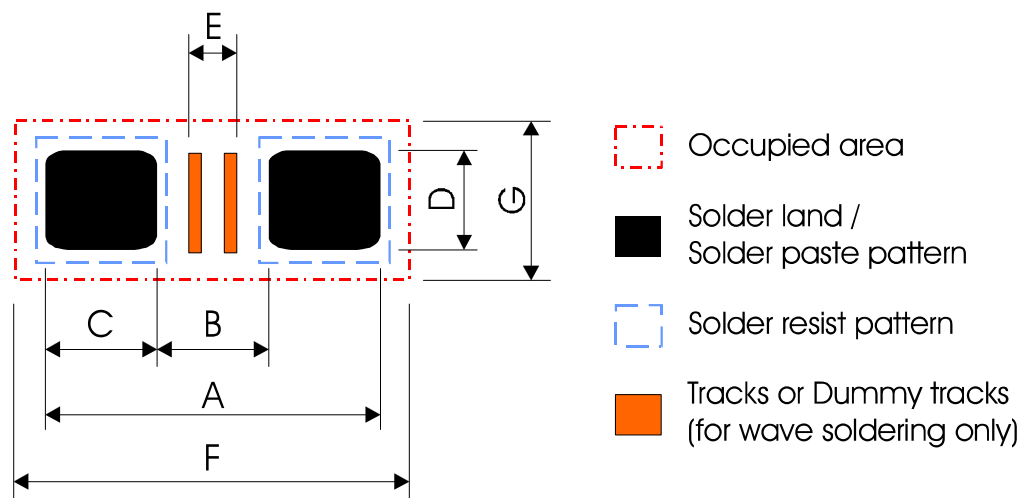 E
D
G
C
B
A
F
Occupied area
Solder land /
Solder paste pattern
Solder resist pattern
Tracks or Dummy tracks
(for wave soldering only)